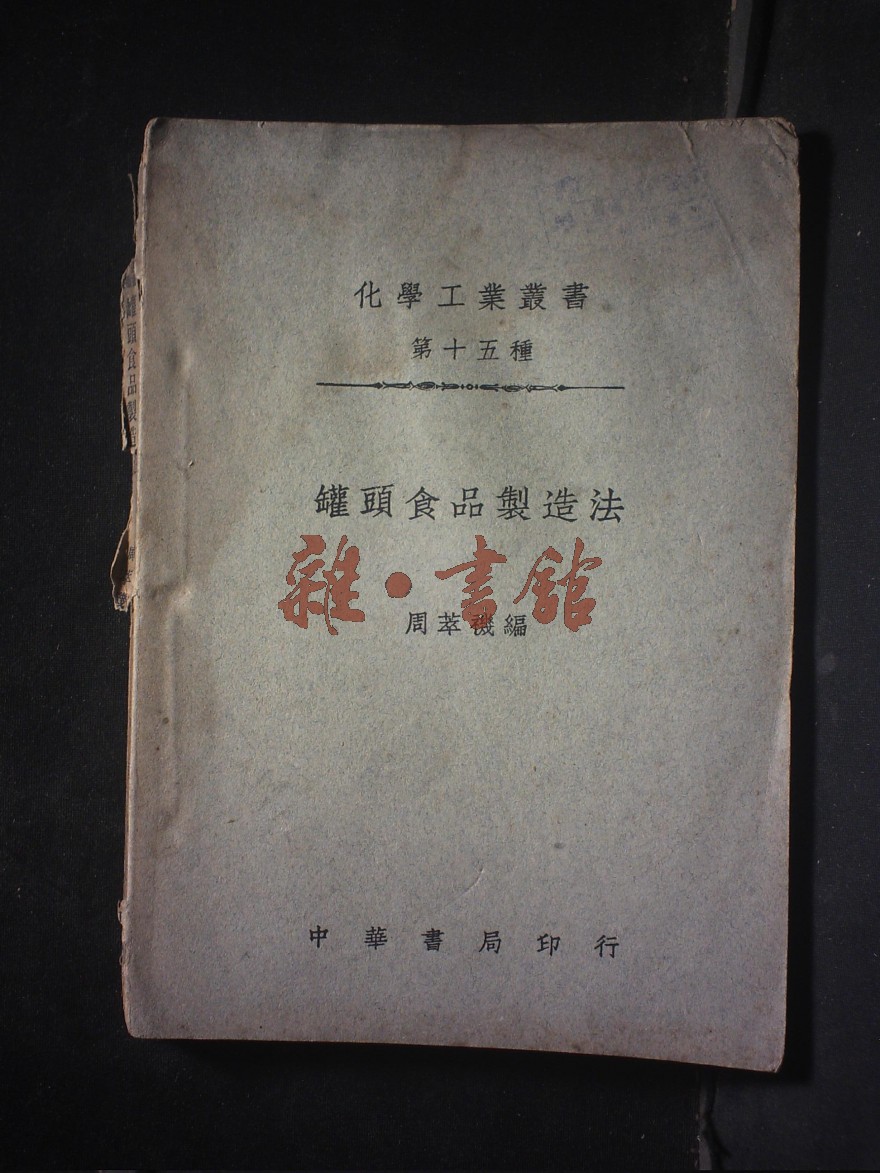 化學工業叢書
第十五種
罐頭食品製造法
雜·書館
周萃機編
中華書局印行
罐頭食品製造